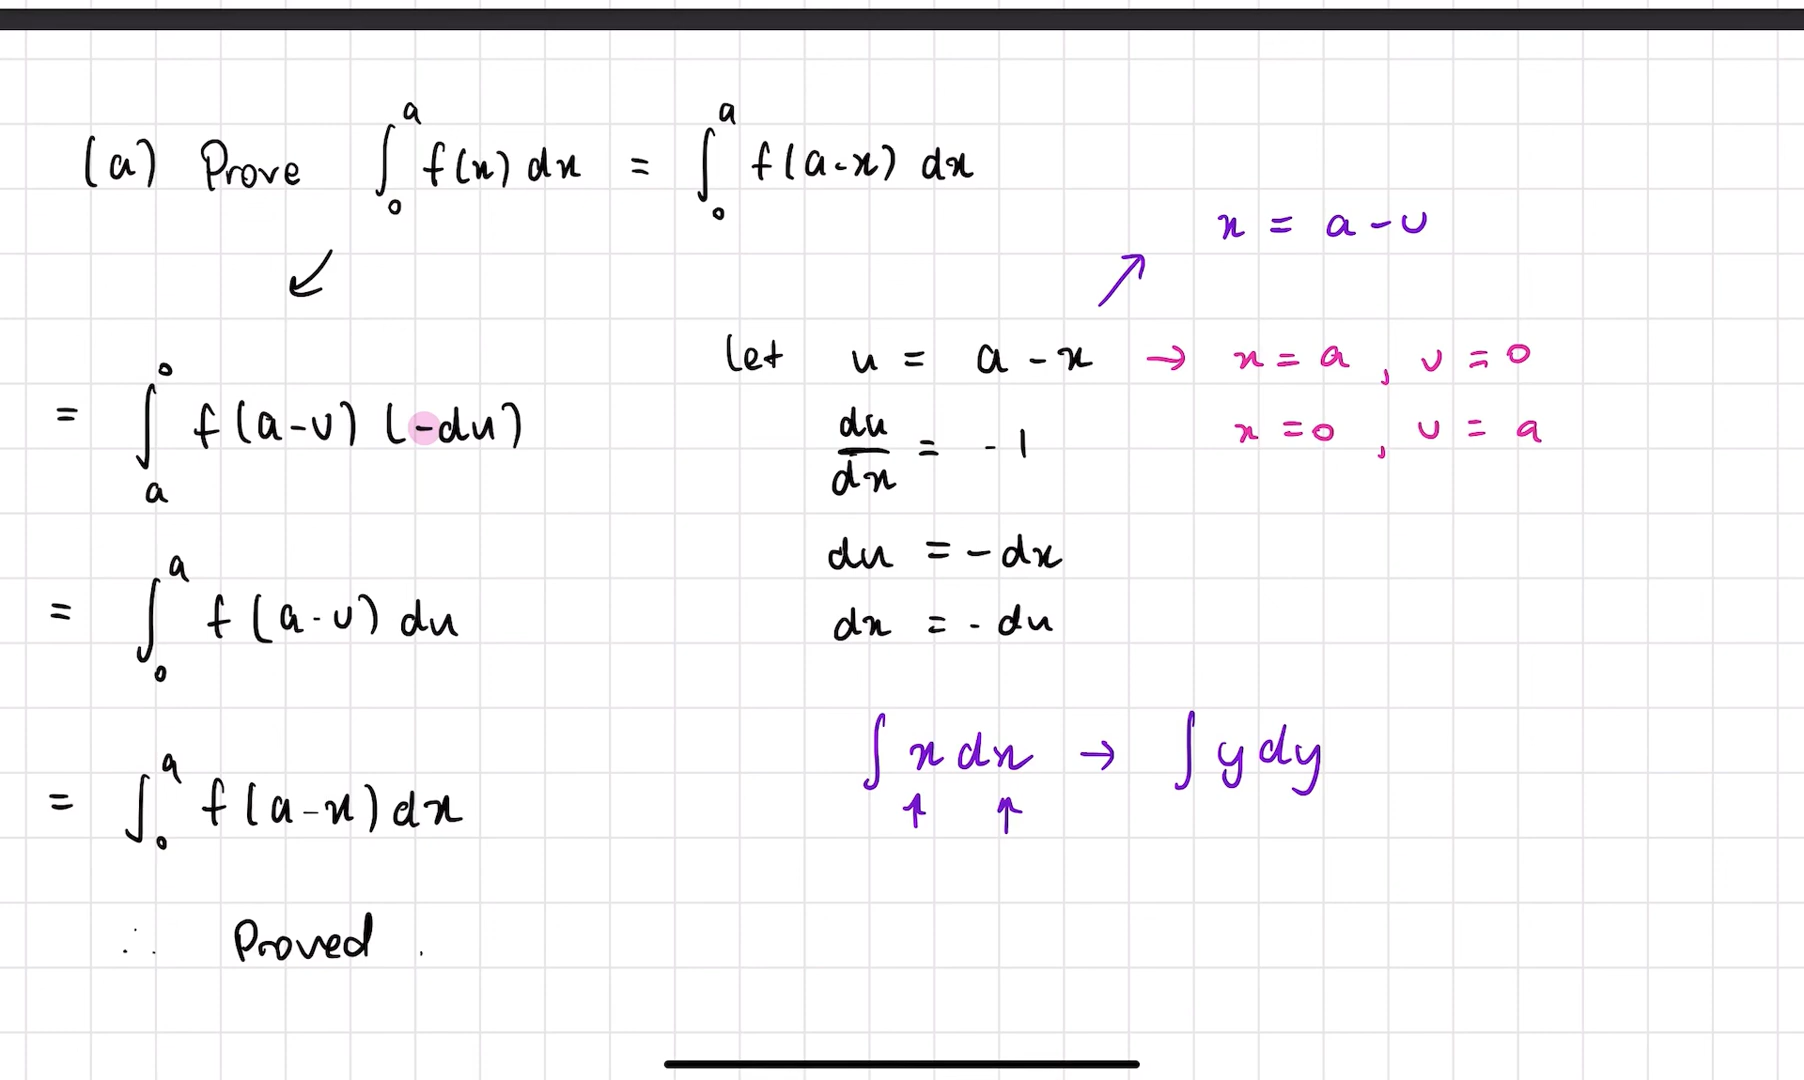 (a) Prove ∫₀ᵃ f(x) dx = ∫₀ᵃ f(a-x) dx
x = a - u
let u = a - x → x = a , u = 0
= ∫ₐ⁰ f(a-u) (-du)
du/dx = -1
x = 0 , u = a
du = -dx
= ∫₀ᵃ f(a-u) du
dx = -du
∫ x dx → ∫ y dy
= ∫₀ᵃ f(a-x) dx
∴ Proved .